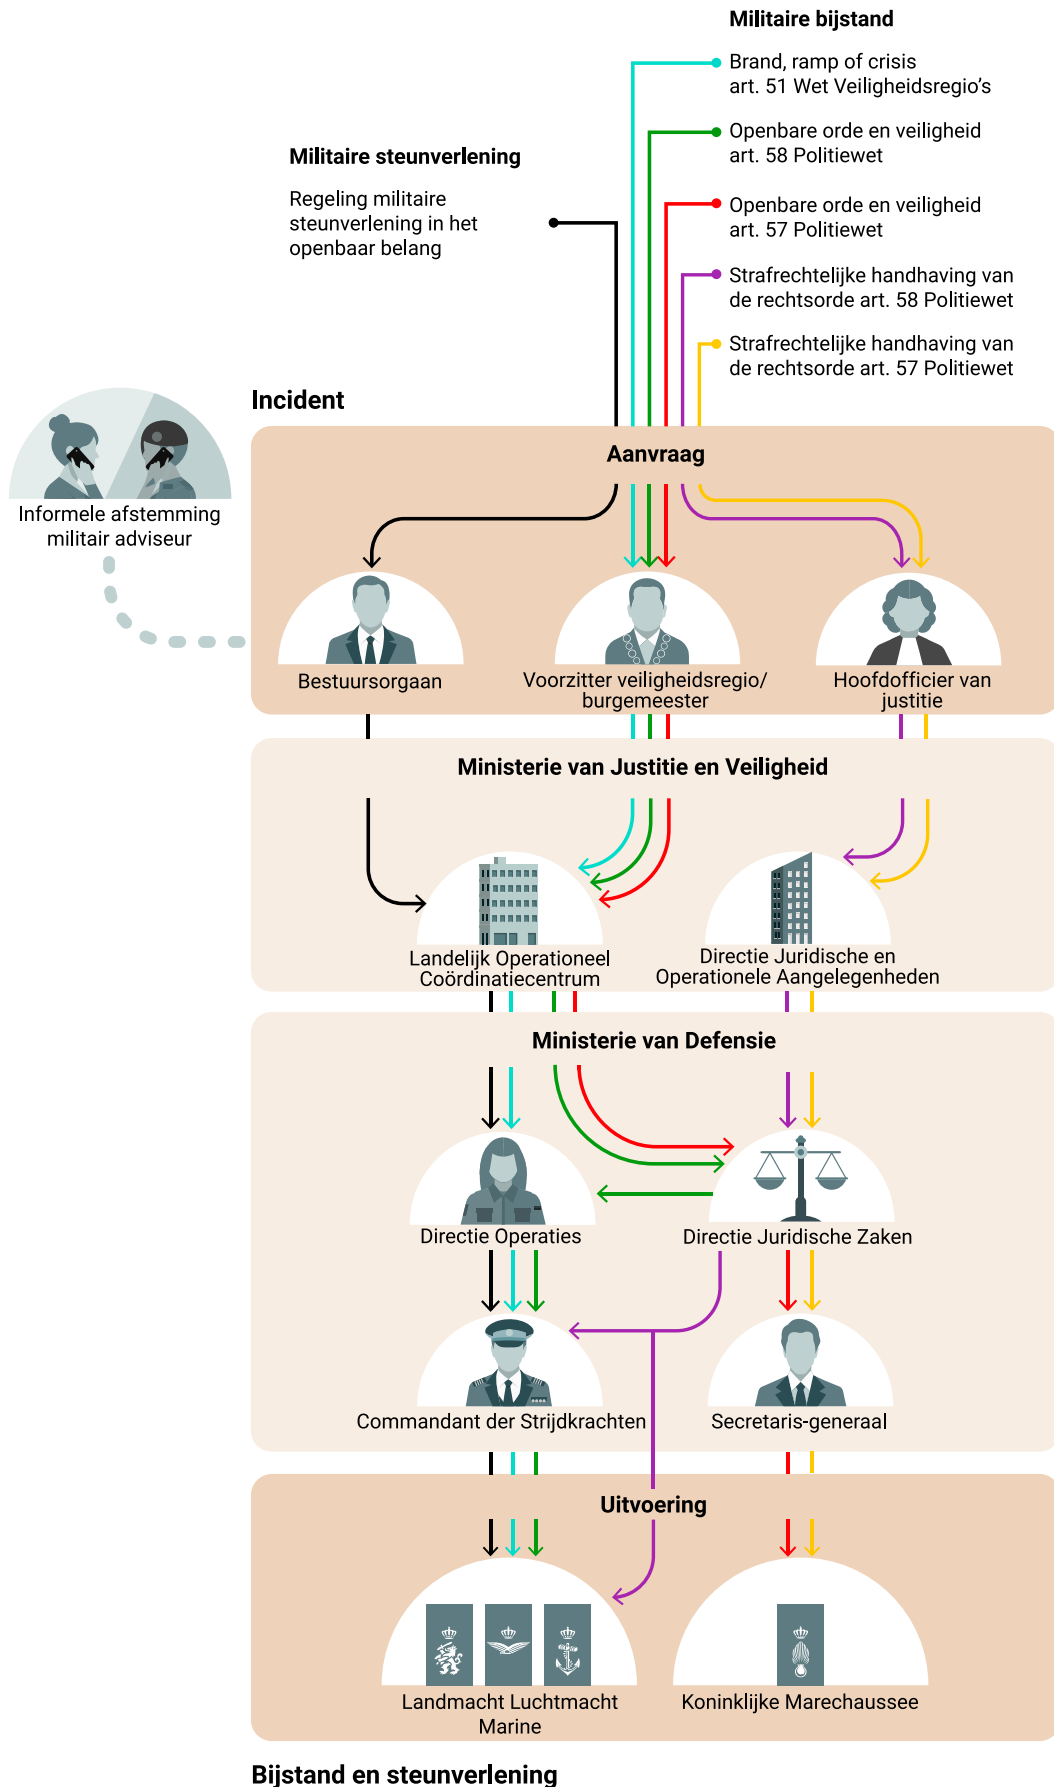 Militaire bijstand
Brand, ramp of crisis
art. 51 Wet Veiligheidsregio's
Openbare orde en veiligheid
art. 58 Politiewet
Militaire steunverlening
Regeling militaire
steunverlening in het
openbaar belang
Openbare orde en veiligheid
art. 57 Politiewet
Strafrechtelijke handhaving van
de rechtsorde art. 58 Politiewet
Strafrechtelijke handhaving van
de rechtsorde art. 57 Politiewet
Incident
Informele afstemming
militair adviseur
Aanvraag
Bestuursorgaan
Voorzitter veiligheidsregio/
burgemeester
Hoofdofficier van
justitie
Ministerie van Justitie en Veiligheid
Landelijk Operationeel
Coördinatiecentrum
Directie Juridische en
Operationele Aangelegenheden
Ministerie van Defensie
Directie Operaties
Directie Juridische Zaken
Commandant der Strijdkrachten
Secretaris-generaal
Uitvoering
Landmacht Luchtmacht
Marine
Koninklijke Marechaussee
Bijstand en steunverlening